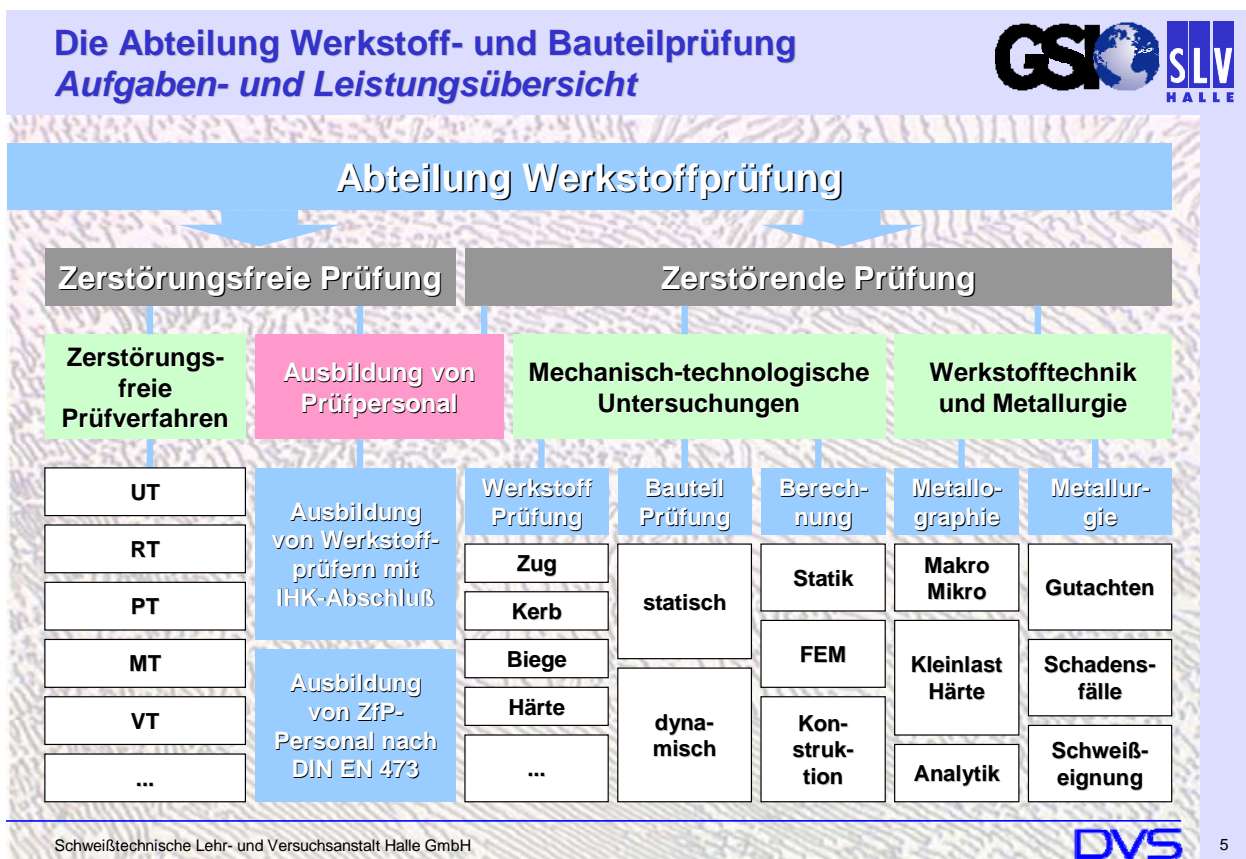 Die Abteilung Werkstoff- und Bauteilprüfung
Aufgaben- und Leistungsübersicht
GSI
SLV
HALLE
Abteilung Werkstoffprüfung
Zerstörungsfreie Prüfung
Zerstörende Prüfung
Zerstörungs-
freie
Prüfverfahren
Ausbildung von
Prüfpersonal
Mechanisch-technologische
Untersuchungen
Werkstofftechnik
und Metallurgie
UT
RT
PT
MT
VT
...
Ausbildung
von Werkstoff-
prüfern mit
IHK-Abschluß
Ausbildung
von ZfP-
Personal nach
DIN EN 473
Werkstoff
Prüfung
Zug
Kerb
Biege
Härte
...
Bauteil
Prüfung
statisch
dyna-
misch
Berech-
nung
Statik
FEM
Kon-
struk-
tion
Metallo-
graphie
Makro
Mikro
Kleinlast
Härte
Analytik
Metallur-
gie
Gutachten
Schadens-
fälle
Schweiß-
eignung
Schweißtechnische Lehr- und Versuchsanstalt Halle GmbH
DVS
5